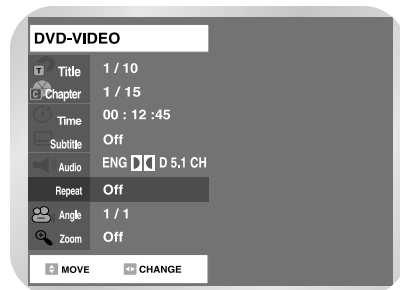 DVD-VIDEO
T Title 1 / 10
C Chapter 1 / 15
Time 00 : 12 :45
Subtitle Off
Audio ENG D 5.1 CH
Repeat Off
Angle 1 / 1
Zoom Off
MOVE CHANGE